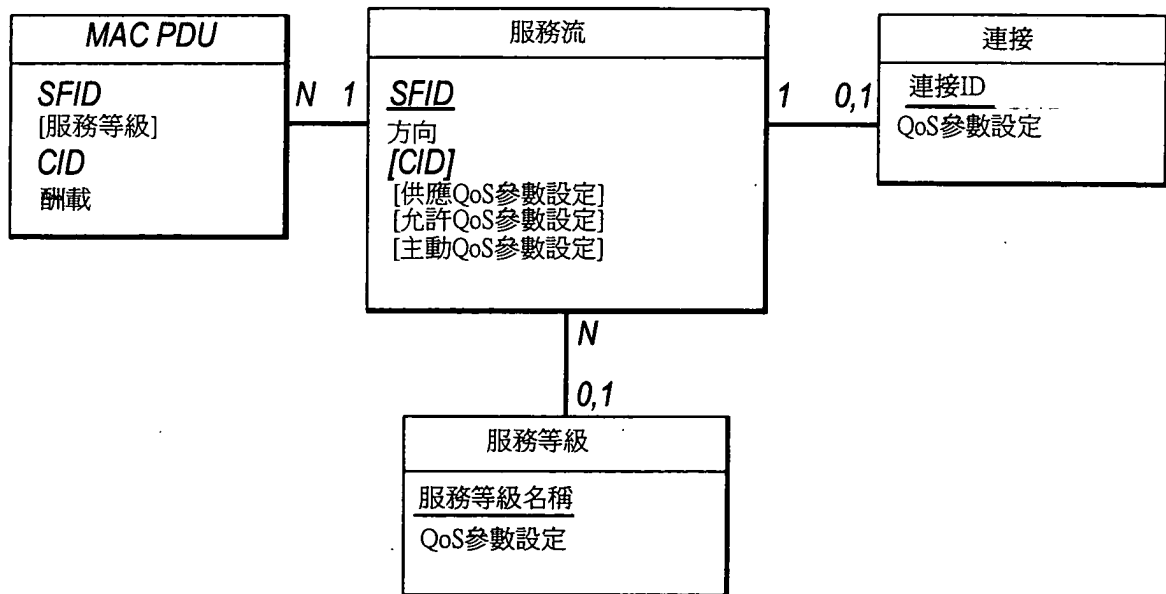 MAC PDU
SFID
[服務等級]
CID
酬載
N 1
服務流
SFID
方向
[CID]
[供應QoS參數設定]
[允許QoS參數設定]
[主動QoS參數設定]
1 0,1
連接
連接ID
QoS參數設定
N
0,1
服務等級
服務等級名稱
QoS參數設定